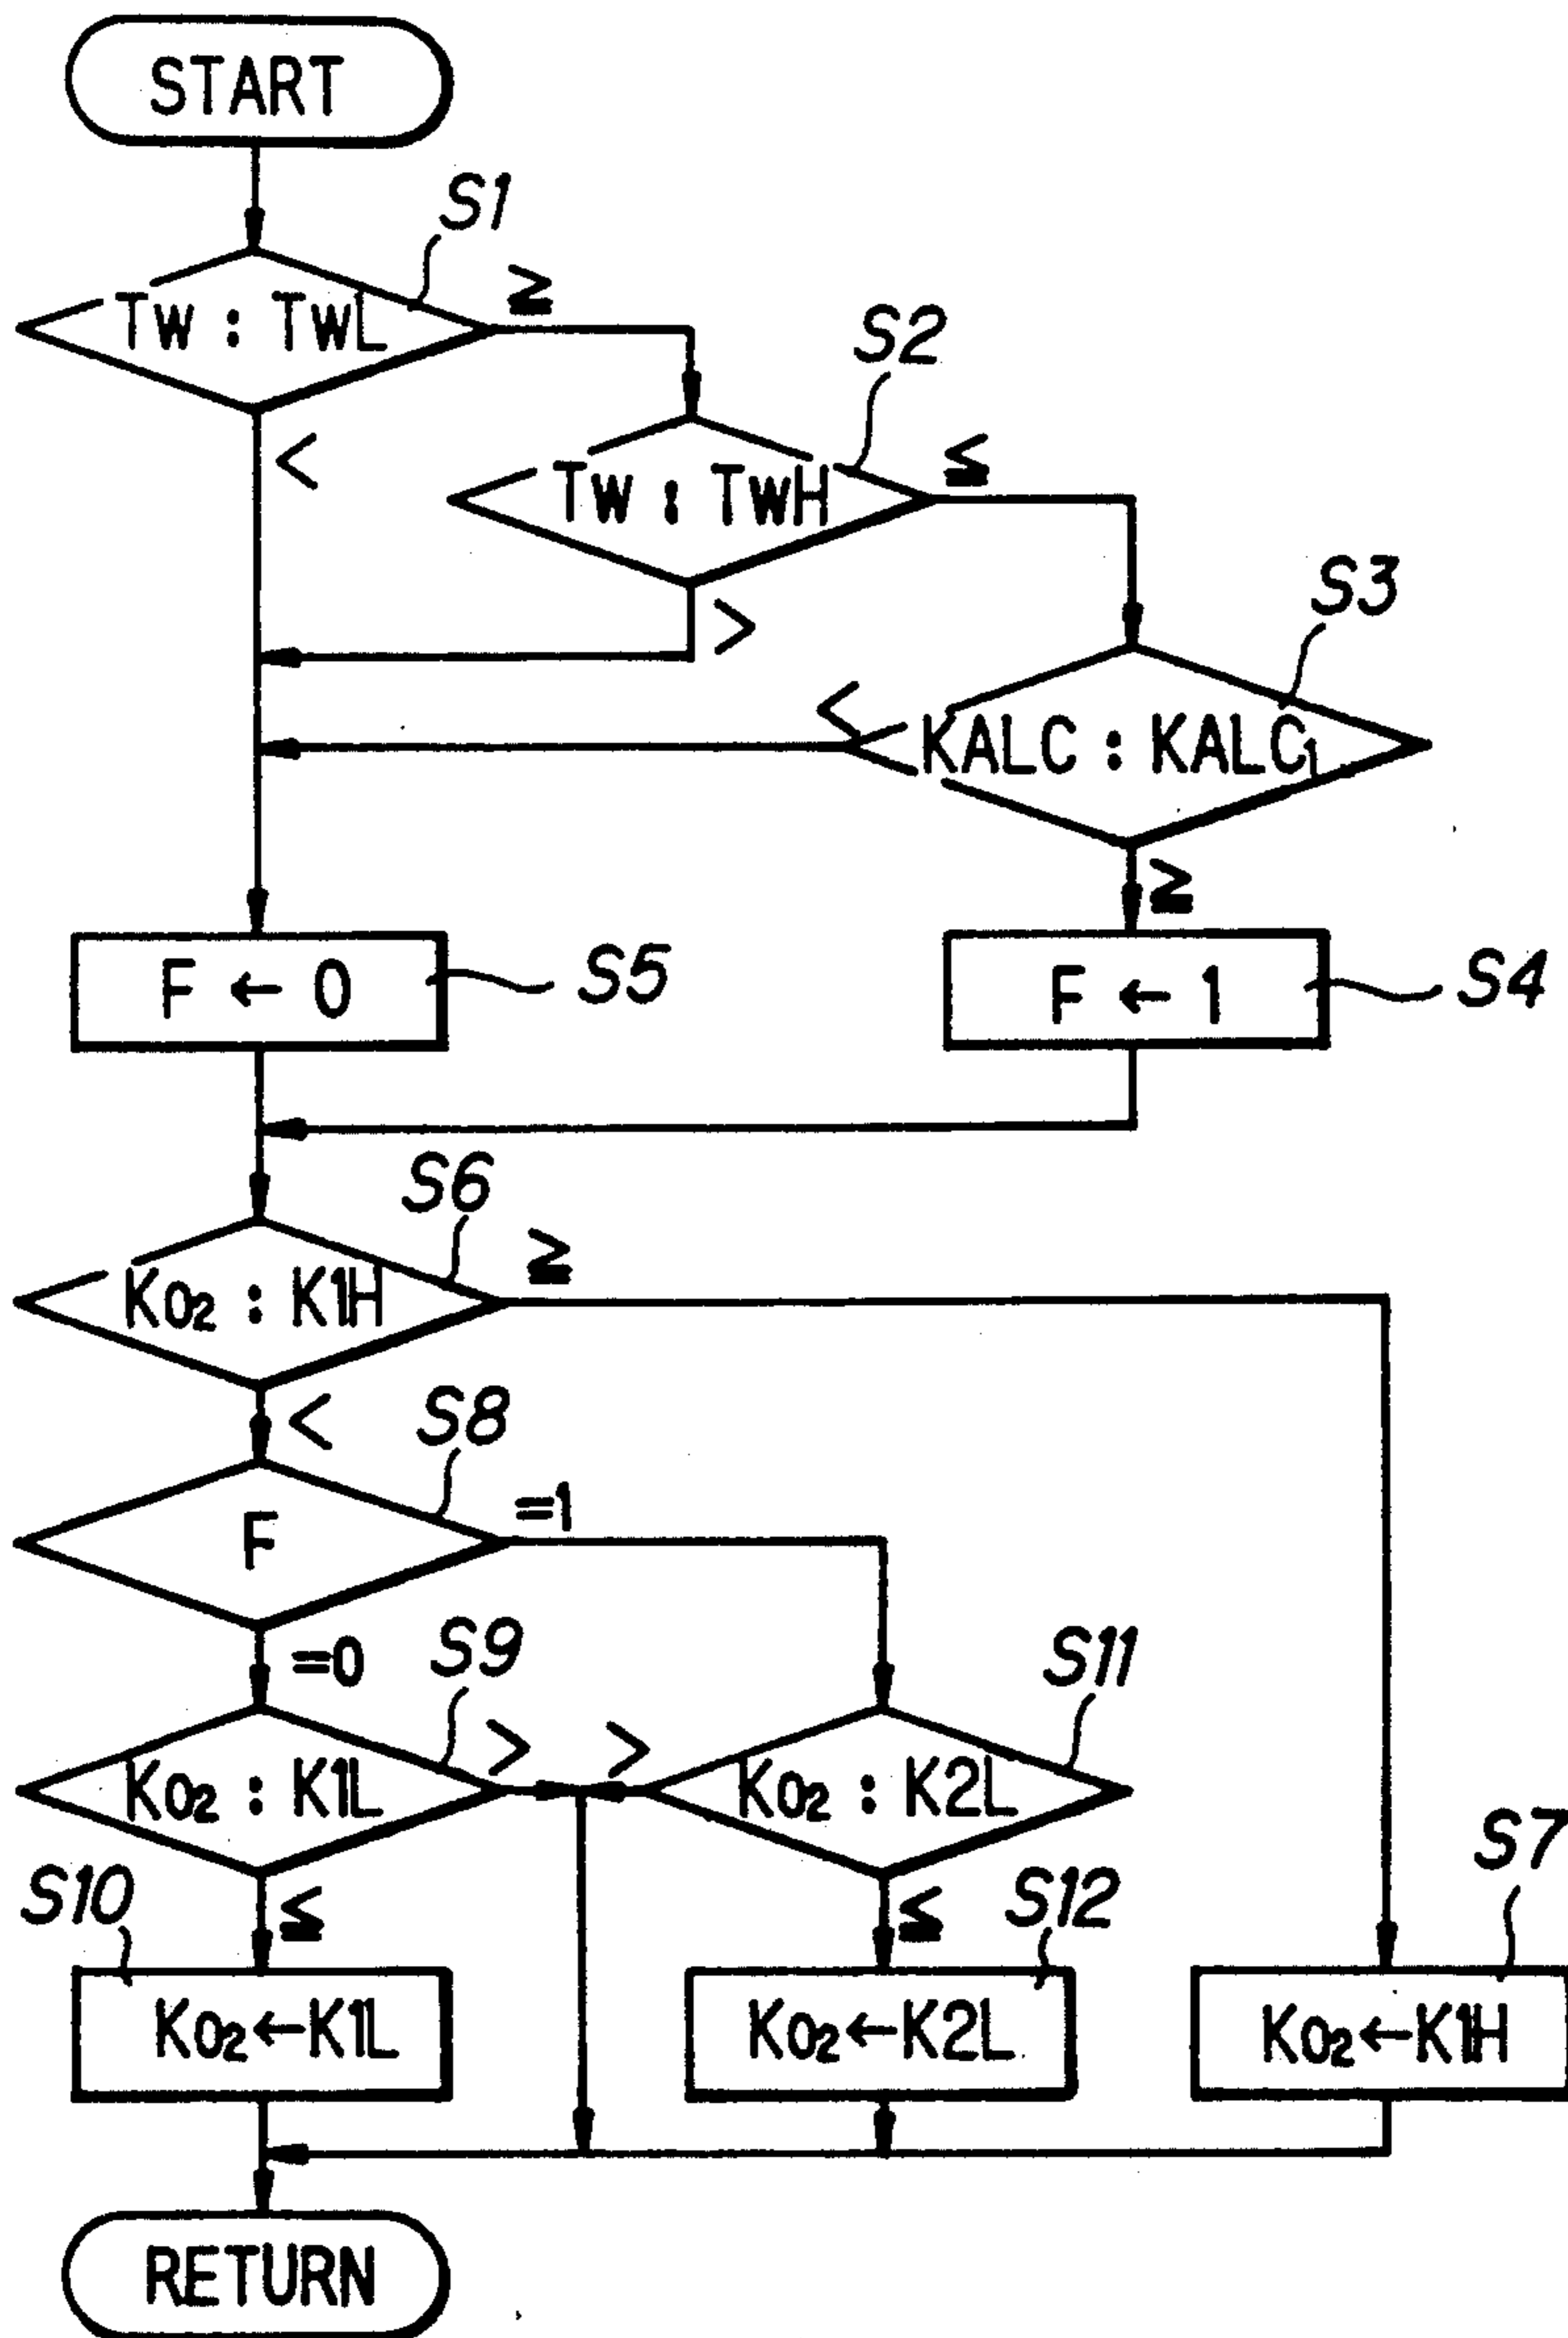 START
S1
Tw : TwL
≧
S2
<
Tw : TwH
≦
S3
>
<
KALC : KALC1
≧
F ← 0
S5
F ← 1
S4
S6
Ko2 : K1H
≧
<
S8
F
=1
=0
S9
S11
Ko2 : K1L
>
>
Ko2 : K2L
S7
S10
≦
≦
S12
Ko2←K1L
Ko2←K2L
Ko2←K1H
RETURN